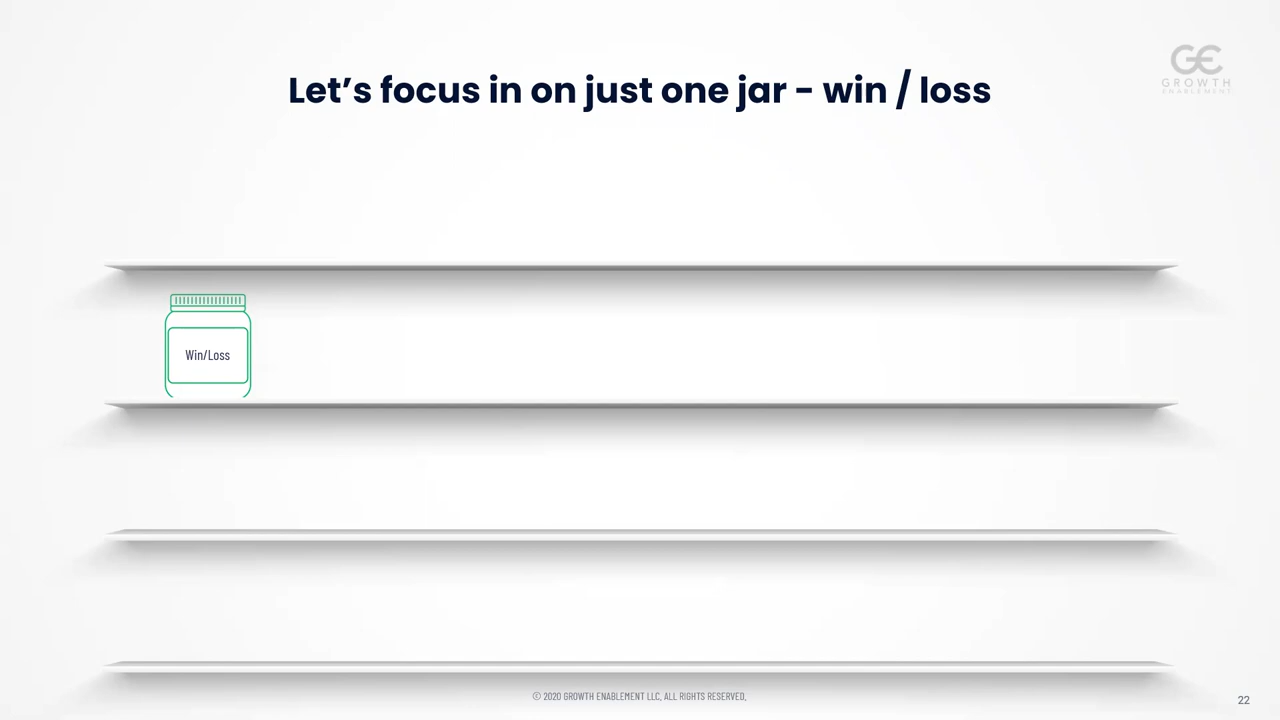 Let’s focus in on just one jar - win / loss
GROWTH
ENABLEMENT
Win/Loss
© 2020 GROWTH ENABLEMENT LLC. ALL RIGHTS RESERVED.
22